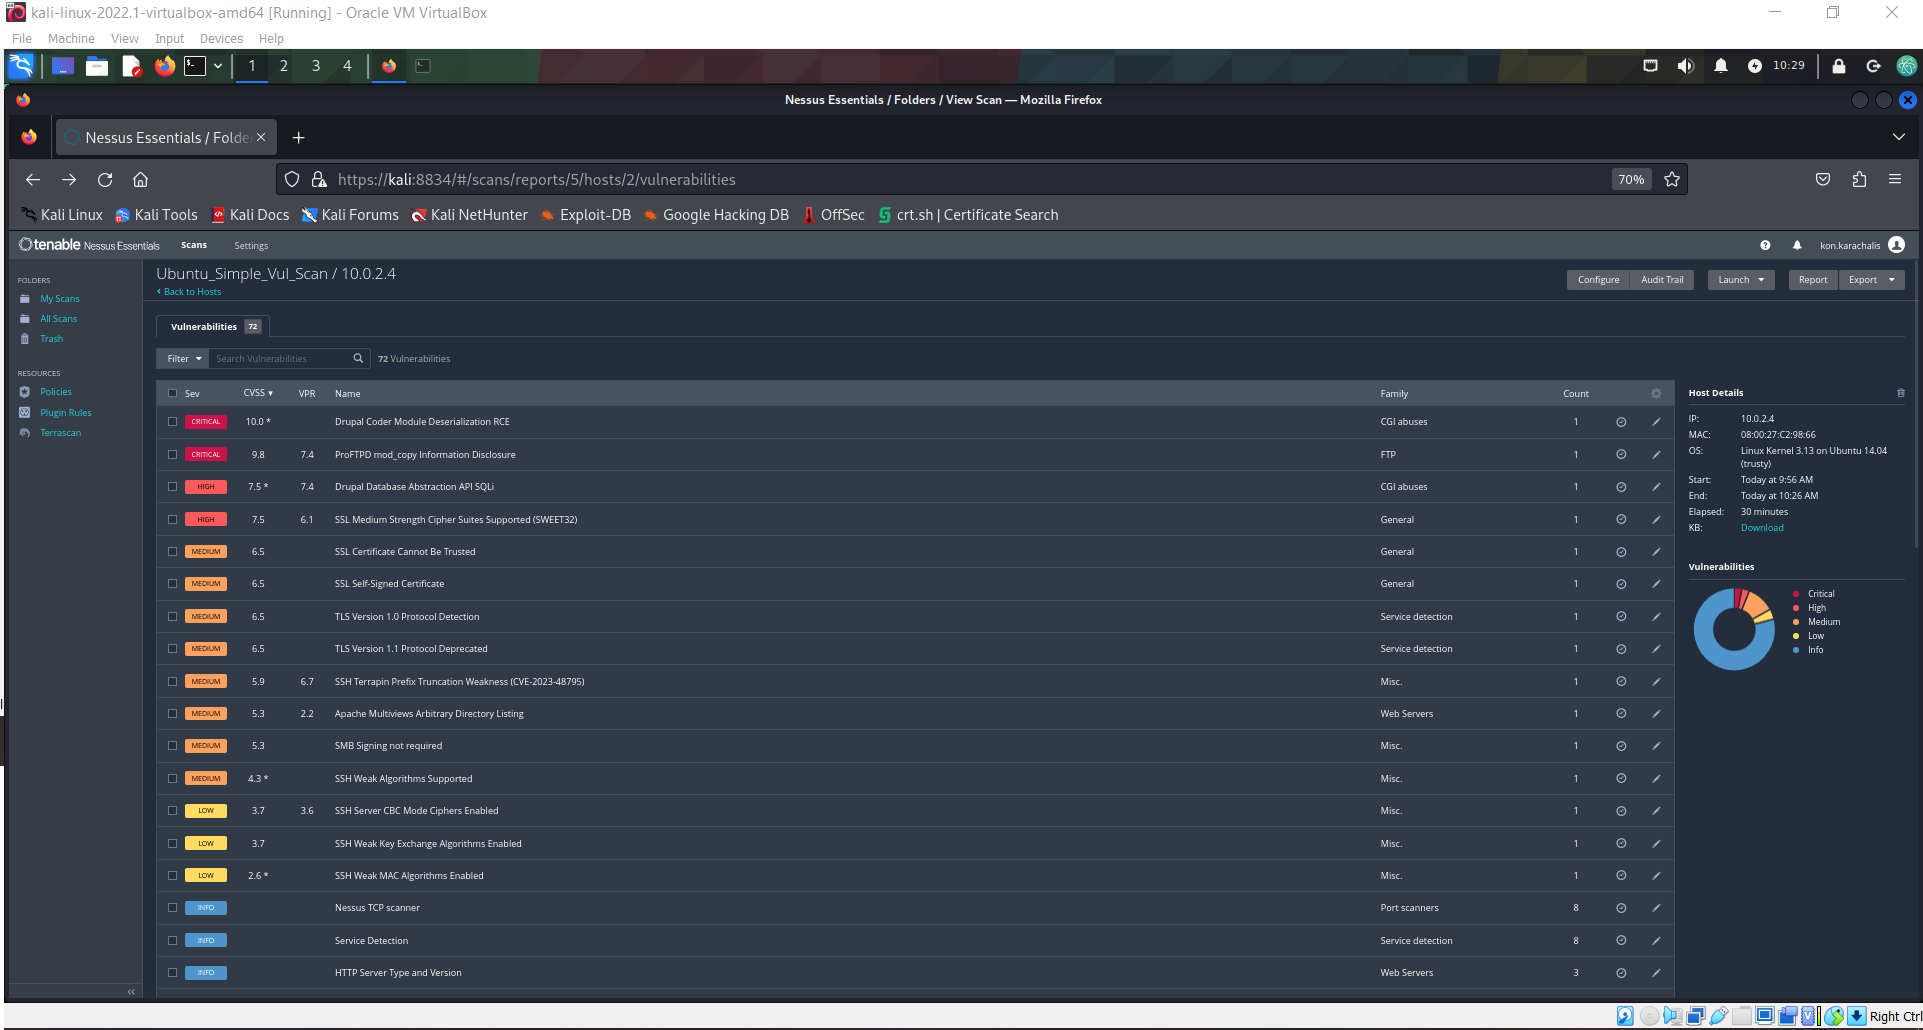 kali-linux-2022.1-virtualbox-amd64 [Running] - Oracle VM VirtualBox
File Machine View Input Devices Help
1 2 3 4 10:29
Nessus Essentials / Folders / View Scan — Mozilla Firefox
Nessus Essentials / Folde
https://kali:8834/#/scans/reports/5/hosts/2/vulnerabilities 70%
Kali Linux Kali Tools Kali Docs Kali Forums Kali NetHunter Exploit-DB Google Hacking DB OffSec crt.sh | Certificate Search
tenable Nessus Essentials Scans Settings kon.karachalis
FOLDERS
My Scans
All Scans
Trash
RESOURCES
Policies
Plugin Rules
Terrascan
Ubuntu_Simple_Vul_Scan / 10.0.2.4
Back to Hosts
Configure Audit Trail Launch Report Export
Vulnerabilities 72
Filter Search Vulnerabilities 72 Vulnerabilities
Sev CVSS VPR Name Family Count
CRITICAL 10.0 * Drupal Coder Module Deserialization RCE CGI abuses 1
CRITICAL 9.8 7.4 ProFTPD mod_copy Information Disclosure FTP 1
HIGH 7.5 * 7.4 Drupal Database Abstraction API SQLi CGI abuses 1
HIGH 7.5 6.1 SSL Medium Strength Cipher Suites Supported (SWEET32) General 1
MEDIUM 6.5 SSL Certificate Cannot Be Trusted General 1
MEDIUM 6.5 SSL Self-Signed Certificate General 1
MEDIUM 6.5 TLS Version 1.0 Protocol Detection Service detection 1
MEDIUM 6.5 TLS Version 1.1 Protocol Deprecated Service detection 1
MEDIUM 5.9 6.7 SSH Terrapin Prefix Truncation Weakness (CVE-2023-48795) Misc. 1
MEDIUM 5.3 2.2 Apache Multiviews Arbitrary Directory Listing Web Servers 1
MEDIUM 5.3 SMB Signing not required Misc. 1
MEDIUM 4.3 * SSH Weak Algorithms Supported Misc. 1
LOW 3.7 3.6 SSH Server CBC Mode Ciphers Enabled Misc. 1
LOW 3.7 SSH Weak Key Exchange Algorithms Enabled Misc. 1
LOW 2.6 * SSH Weak MAC Algorithms Enabled Misc. 1
INFO Nessus TCP scanner Port scanners 8
INFO Service Detection Service detection 8
INFO HTTP Server Type and Version Web Servers 3
Host Details
IP: 10.0.2.4
MAC: 08:00:27:C2:98:66
OS: Linux Kernel 3.13 on Ubuntu 14.04
(trusty)
Start: Today at 9:56 AM
End: Today at 10:26 AM
Elapsed: 30 minutes
KB: Download
Vulnerabilities
Critical
High
Medium
Low
Info
Right Ctrl